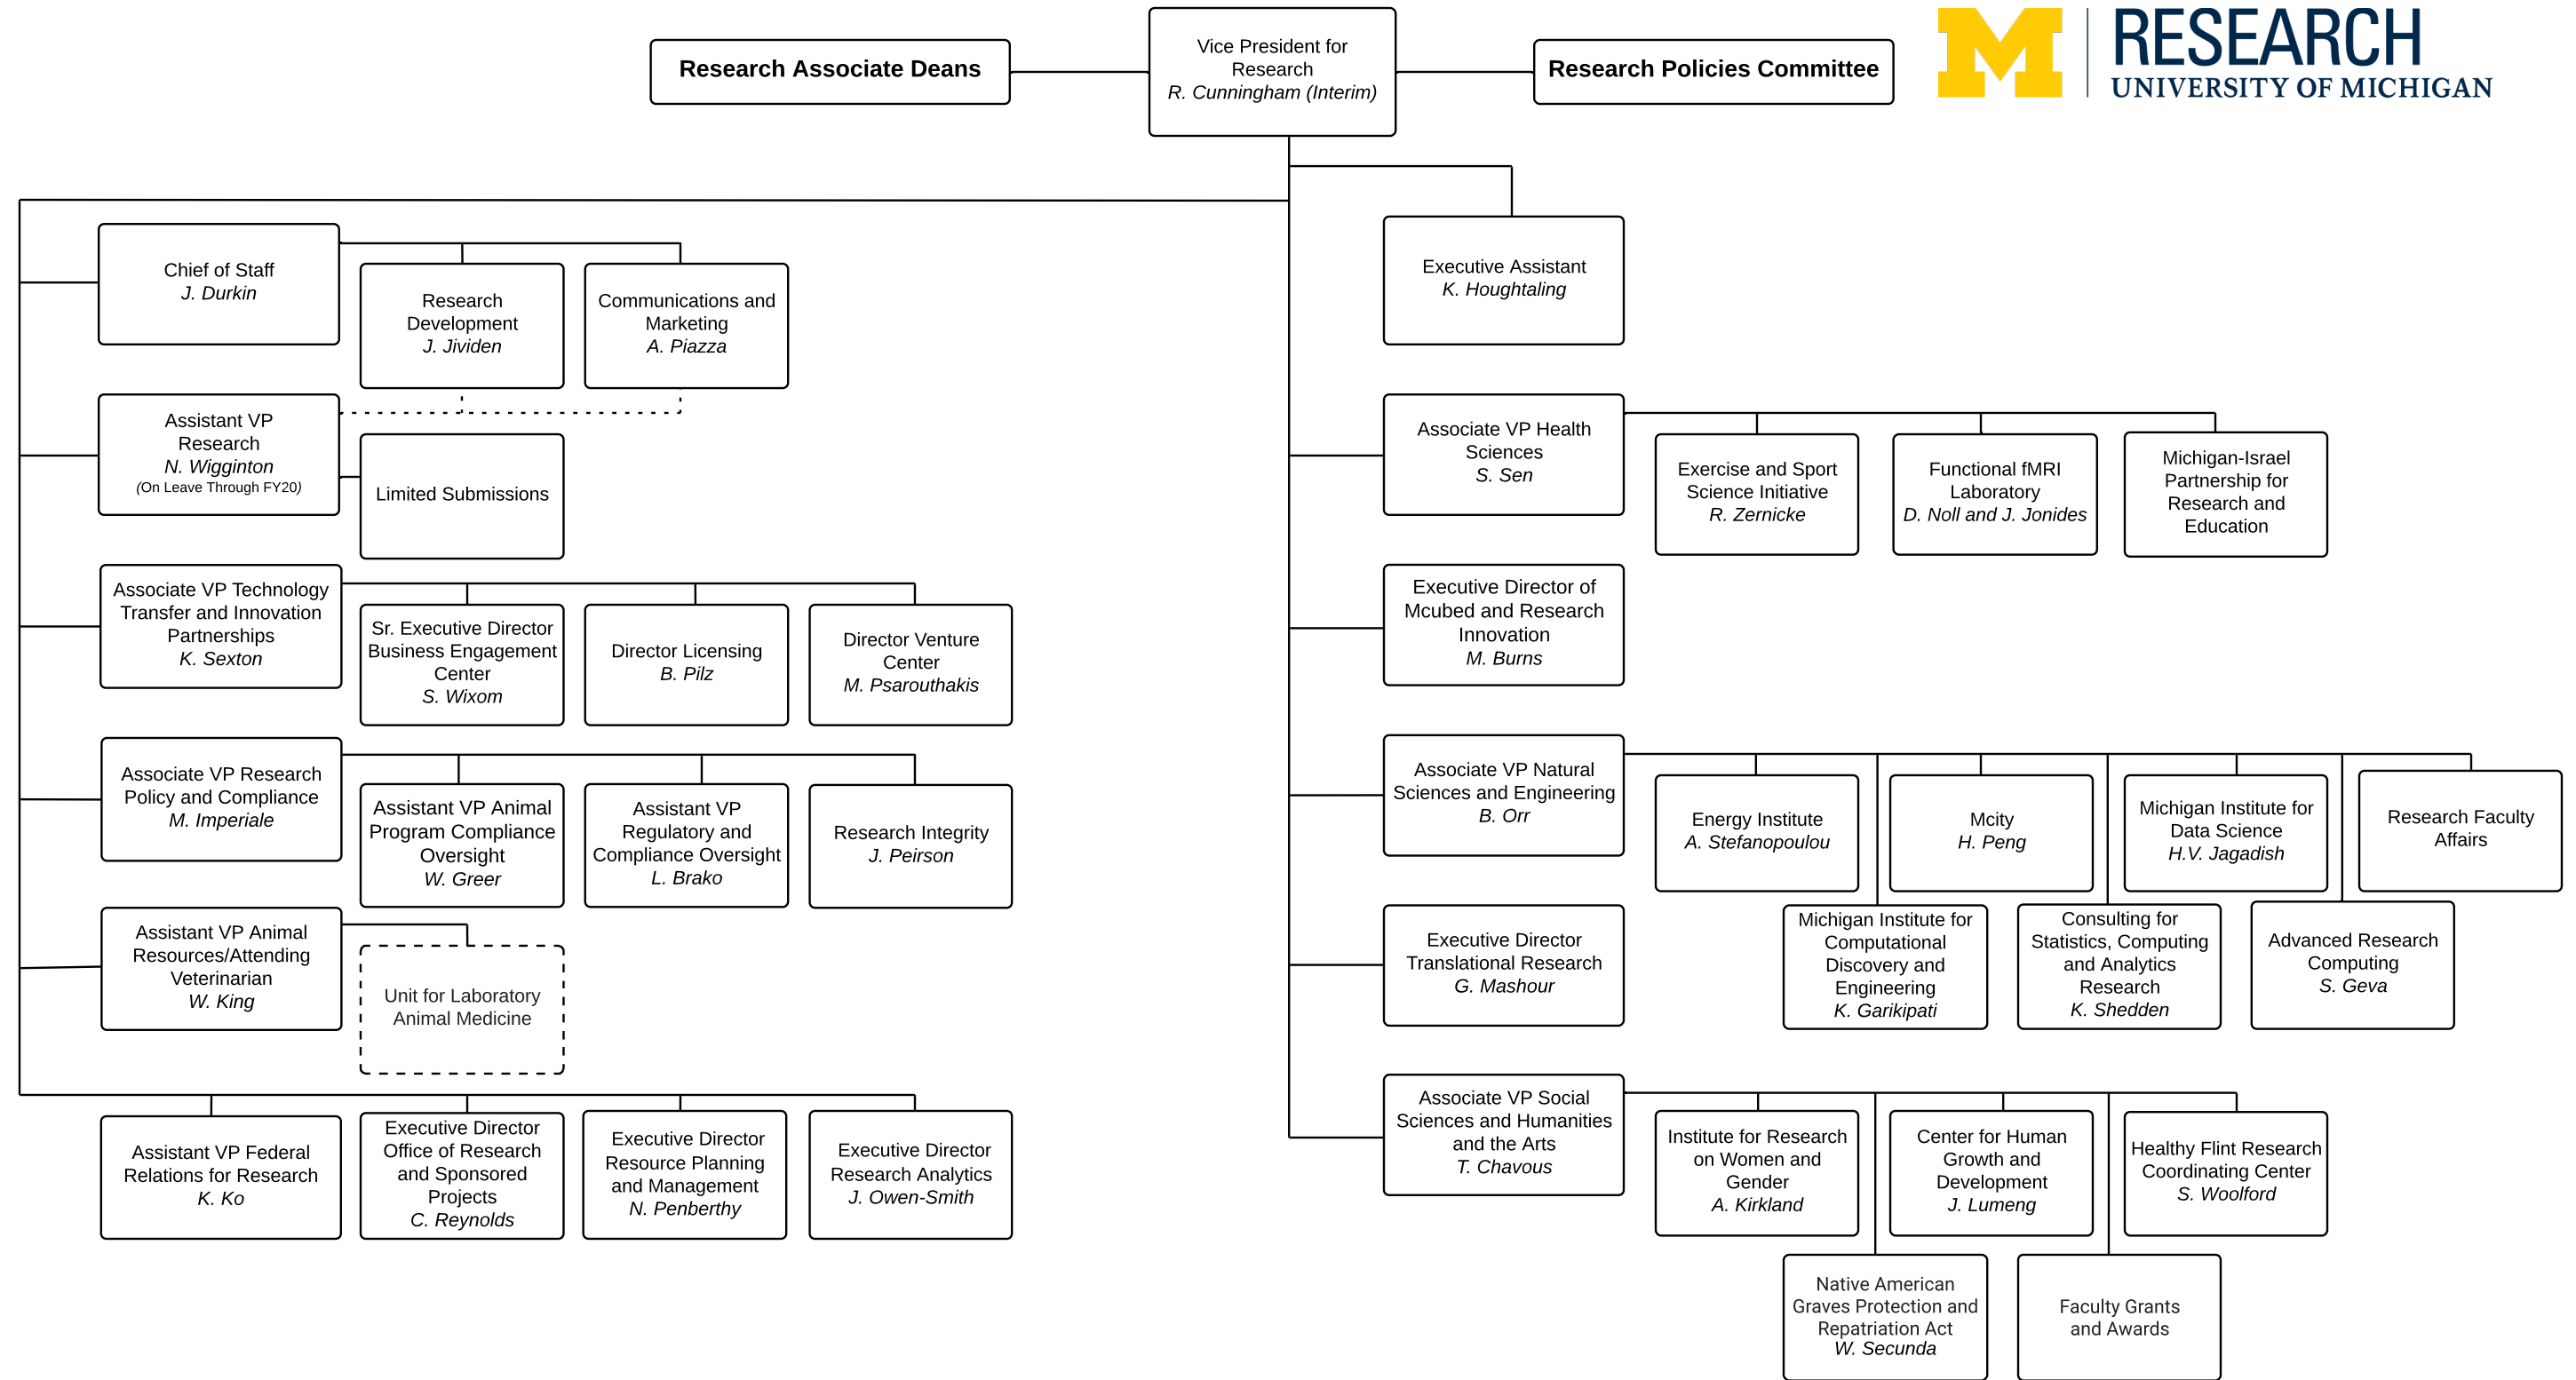 Research Associate Deans
Vice President for
Research
R. Cunningham (Interim)
Research Policies Committee
M
RESEARCH
UNIVERSITY OF MICHIGAN
Chief of Staff
J. Durkin
Research
Development
J. Jividen
Communications and
Marketing
A. Piazza
Executive Assistant
K. Houghtaling
Assistant VP
Research
N. Wigginton
(On Leave Through FY20)
Limited Submissions
Associate VP Health
Sciences
S. Sen
Exercise and Sport
Science Initiative
R. Zernicke
Functional fMRI
Laboratory
D. Noll and J. Jonides
Michigan-Israel
Partnership for
Research and
Education
Associate VP Technology
Transfer and Innovation
Partnerships
K. Sexton
Sr. Executive Director
Business Engagement
Center
S. Wixom
Director Licensing
B. Pilz
Director Venture
Center
M. Psarouthakis
Executive Director of
Mcubed and Research
Innovation
M. Burns
Associate VP Research
Policy and Compliance
M. Imperiale
Assistant VP Animal
Program Compliance
Oversight
W. Greer
Assistant VP
Regulatory and
Compliance Oversight
L. Brako
Research Integrity
J. Peirson
Associate VP Natural
Sciences and Engineering
B. Orr
Energy Institute
A. Stefanopoulou
Mcity
H. Peng
Michigan Institute for
Data Science
H.V. Jagadish
Research Faculty
Affairs
Michigan Institute for
Computational
Discovery and
Engineering
K. Garikipati
Consulting for
Statistics, Computing
and Analytics
Research
K. Shedden
Advanced Research
Computing
S. Geva
Assistant VP Animal
Resources/Attending
Veterinarian
W. King
Unit for Laboratory
Animal Medicine
Executive Director
Translational Research
G. Mashour
Assistant VP Federal
Relations for Research
K. Ko
Executive Director
Office of Research
and Sponsored
Projects
C. Reynolds
Executive Director
Resource Planning
and Management
N. Penberthy
Executive Director
Research Analytics
J. Owen-Smith
Associate VP Social
Sciences and Humanities
and the Arts
T. Chavous
Institute for Research
on Women and
Gender
A. Kirkland
Center for Human
Growth and
Development
J. Lumeng
Healthy Flint Research
Coordinating Center
S. Woolford
Native American
Graves Protection and
Repatriation Act
W. Secunda
Faculty Grants
and Awards